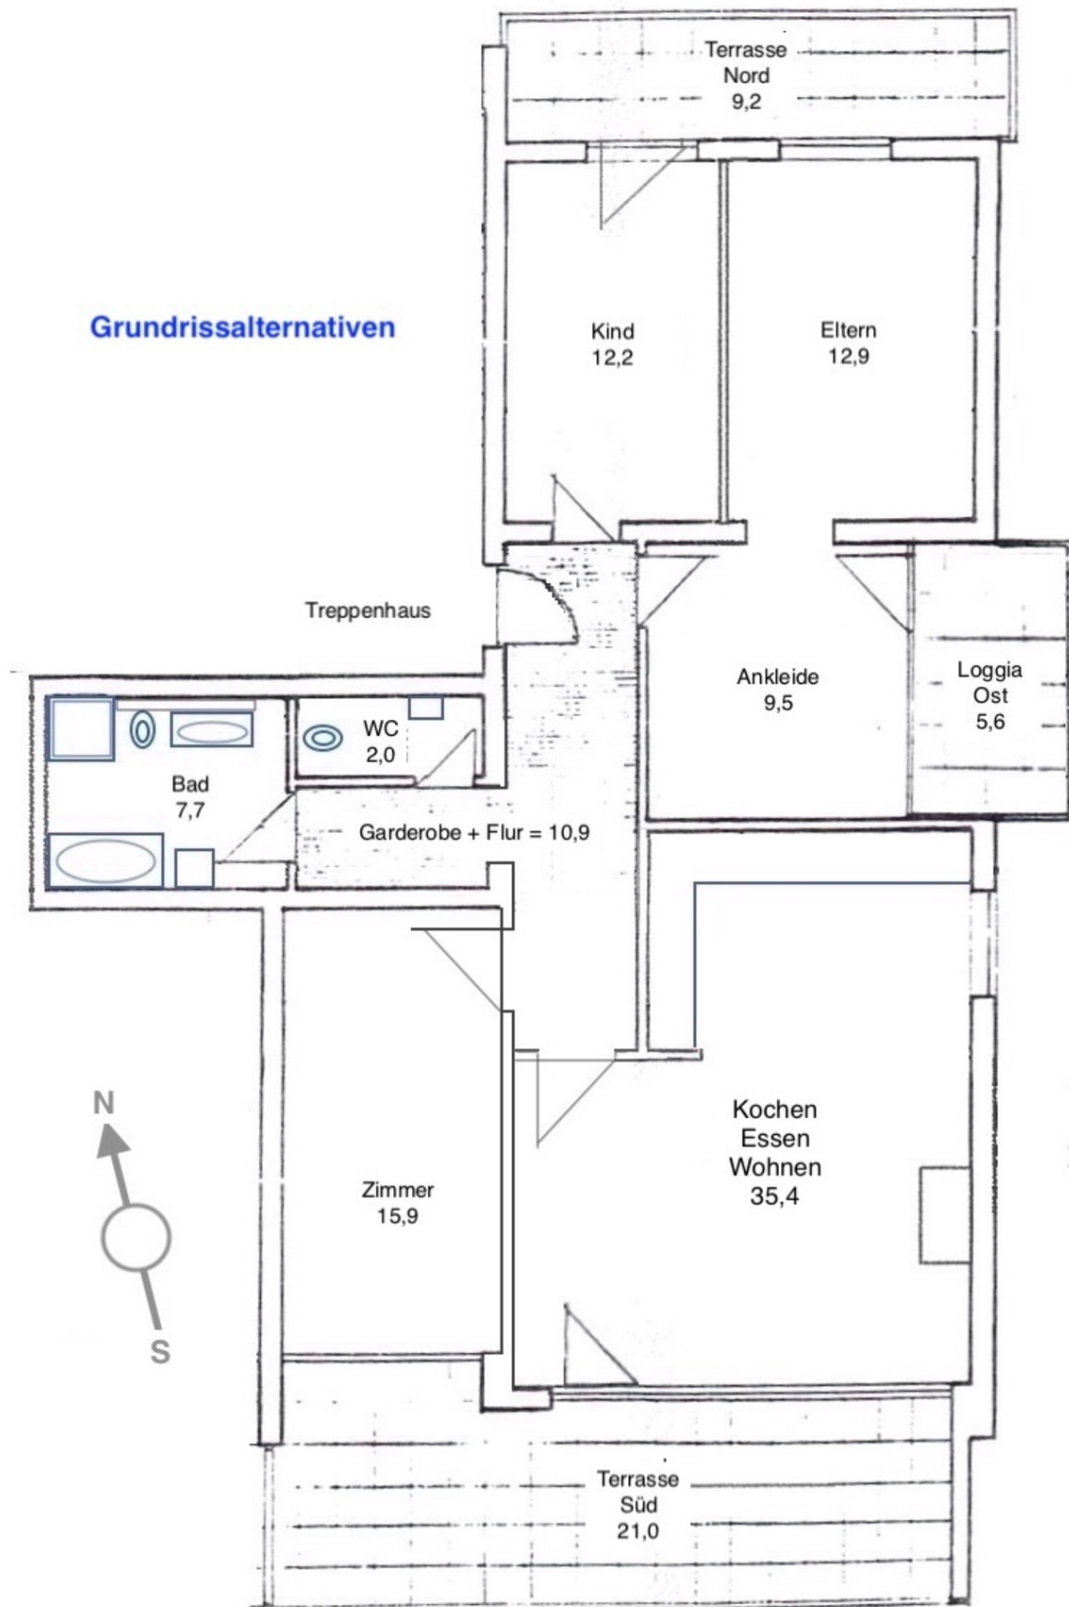 Terrasse
Nord
9,2
Grundrissalternativen
Kind
12,2
Eltern
12,9
Treppenhaus
Ankleide
9,5
Loggia
Ost
5,6
WC
2,0
Bad
7,7
Garderobe + Flur = 10,9
N
S
Kochen
Essen
Wohnen
35,4
Zimmer
15,9
Terrasse
Süd
21,0